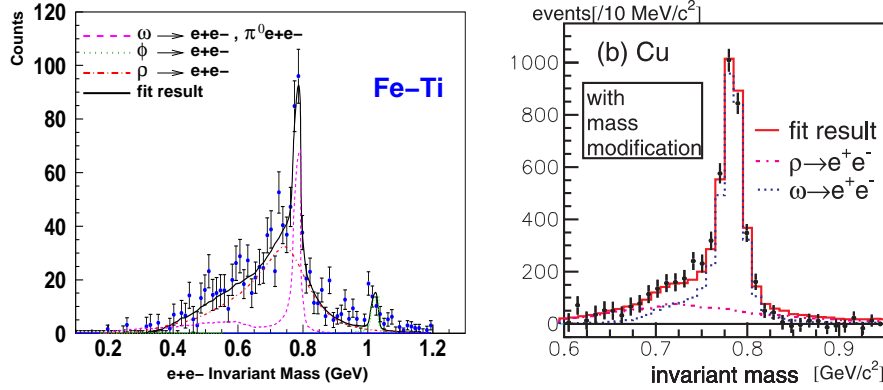 Counts
120
100
80
60
40
20
0
0.2 0.4 0.6 0.8 1 1.2
e+e− Invariant Mass (GeV)
ω → e+e− , π⁰e+e−
ϕ → e+e−
ρ → e+e−
fit result
Fe−Ti
events[/10 MeV/c²]
1000
800
600
400
200
0
0.6 0.7 0.8 0.9
invariant mass [GeV/c²]
(b) Cu
with
mass
modification
fit result
ρ→e⁺e⁻
ω→e⁺e⁻